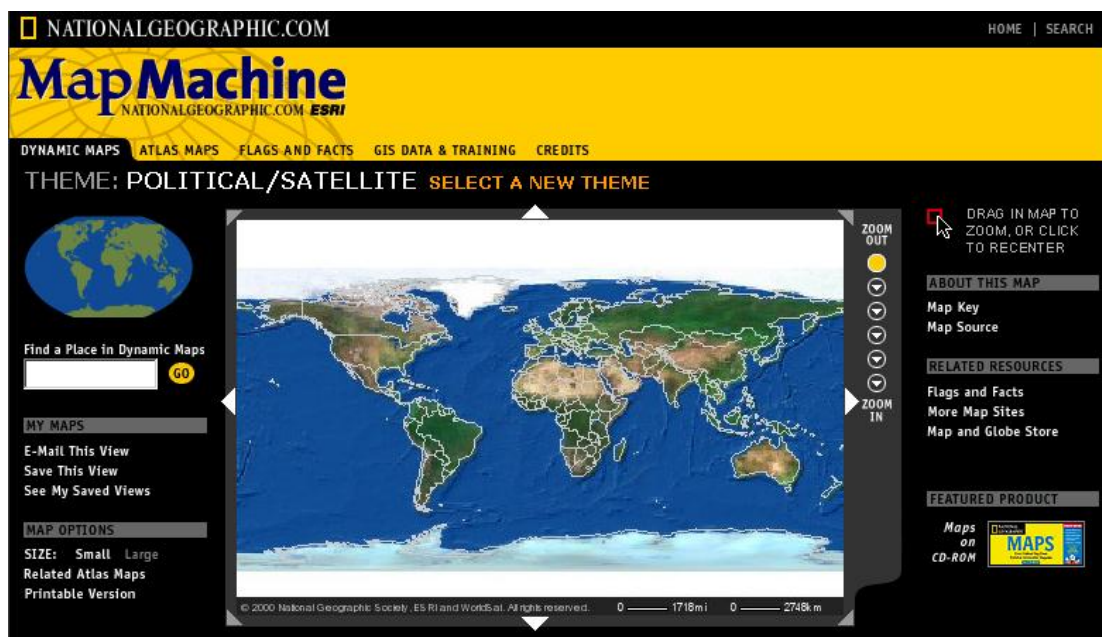 NATIONALGEOGRAPHIC.COM
HOME | SEARCH
MapMachine
NATIONALGEOGRAPHIC.COM ESRI
DYNAMIC MAPS ATLAS MAPS FLAGS AND FACTS GIS DATA & TRAINING CREDITS
THEME: POLITICAL/SATELLITE SELECT A NEW THEME
Find a Place in Dynamic Maps
GO
MY MAPS
E-Mail This View
Save This View
See My Saved Views
MAP OPTIONS
SIZE: Small Large
Related Atlas Maps
Printable Version
ZOOM
OUT
ZOOM
IN
© 2000 National Geographic Society, ESRI and WorldSat. All rights reserved. 0 1718mi 0 2748km
DRAG IN MAP TO
ZOOM, OR CLICK
TO RECENTER
ABOUT THIS MAP
Map Key
Map Source
RELATED RESOURCES
Flags and Facts
More Map Sites
Map and Globe Store
FEATURED PRODUCT
Maps
on
CD-ROM
MAPS